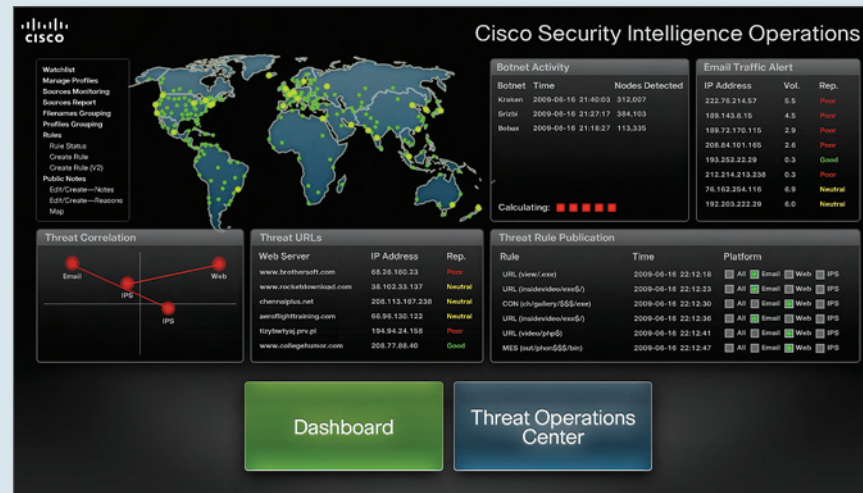 CISCO
Cisco Security Intelligence Operations
Watchlist
Manage Profiles
Sources Monitoring
Sources Report
Filenames Grouping
Profiles Grouping
Rules
Rule Status
Create Rule
Create Rule (V2)
Public Notes
Edit/Create—Notes
Edit/Create—Reasons
Map
Botnet Activity
Botnet Time Nodes Detected
Kraken 2009-06-16 21:40:03 312,007
Srizbi 2009-06-16 21:27:17 384,103
Bobax 2009-06-16 21:18:27 113,335
Calculating:
Email Traffic Alert
IP Address Vol. Rep.
222.76.214.57 5.5 Poor
189.143.8.15 4.5 Poor
189.72.170.115 2.9 Poor
208.84.101.165 2.6 Poor
193.252.22.29 0.3 Good
212.214.213.238 0.3 Poor
76.162.254.116 6.9 Neutral
192.203.222.29 6.0 Neutral
Threat Correlation
Email
Web
IPS
IPS
Threat URLs
Web Server IP Address Rep.
www.brothersoft.com 68.26.180.23 Poor
www.rocketdownload.com 38.102.33.137 Neutral
chennaiplus.net 208.113.167.238 Neutral
aeroflighttraining.com 66.96.130.122 Neutral
tizybwtyaj.prv.pl 194.94.24.158 Poor
www.collegehumor.com 208.77.88.40 Good
Threat Rule Publication
Rule Time Platform
URL (view/.exe) 2009-06-16 22:12:18 All Email Web IPS
URL (insidevideo/exe$/) 2009-06-16 22:12:23 All Email Web IPS
CON (ch/gallery/$$$/exe) 2009-06-16 22:12:30 All Email Web IPS
URL (insidevideo/exe$/) 2009-06-16 22:12:38 All Email Web IPS
URL (video/php$) 2009-06-16 22:12:41 All Email Web IPS
MES (out/phon$$$/bin) 2009-06-16 22:12:47 All Email Web IPS
Dashboard
Threat Operations
Center